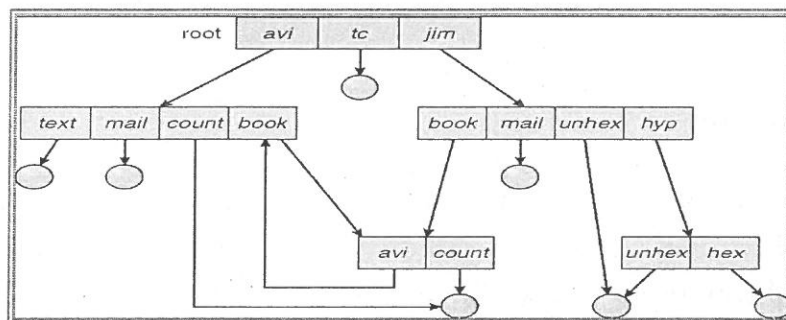 root avi tc jim
text mail count book book mail unhex hyp
avi count unhex hex